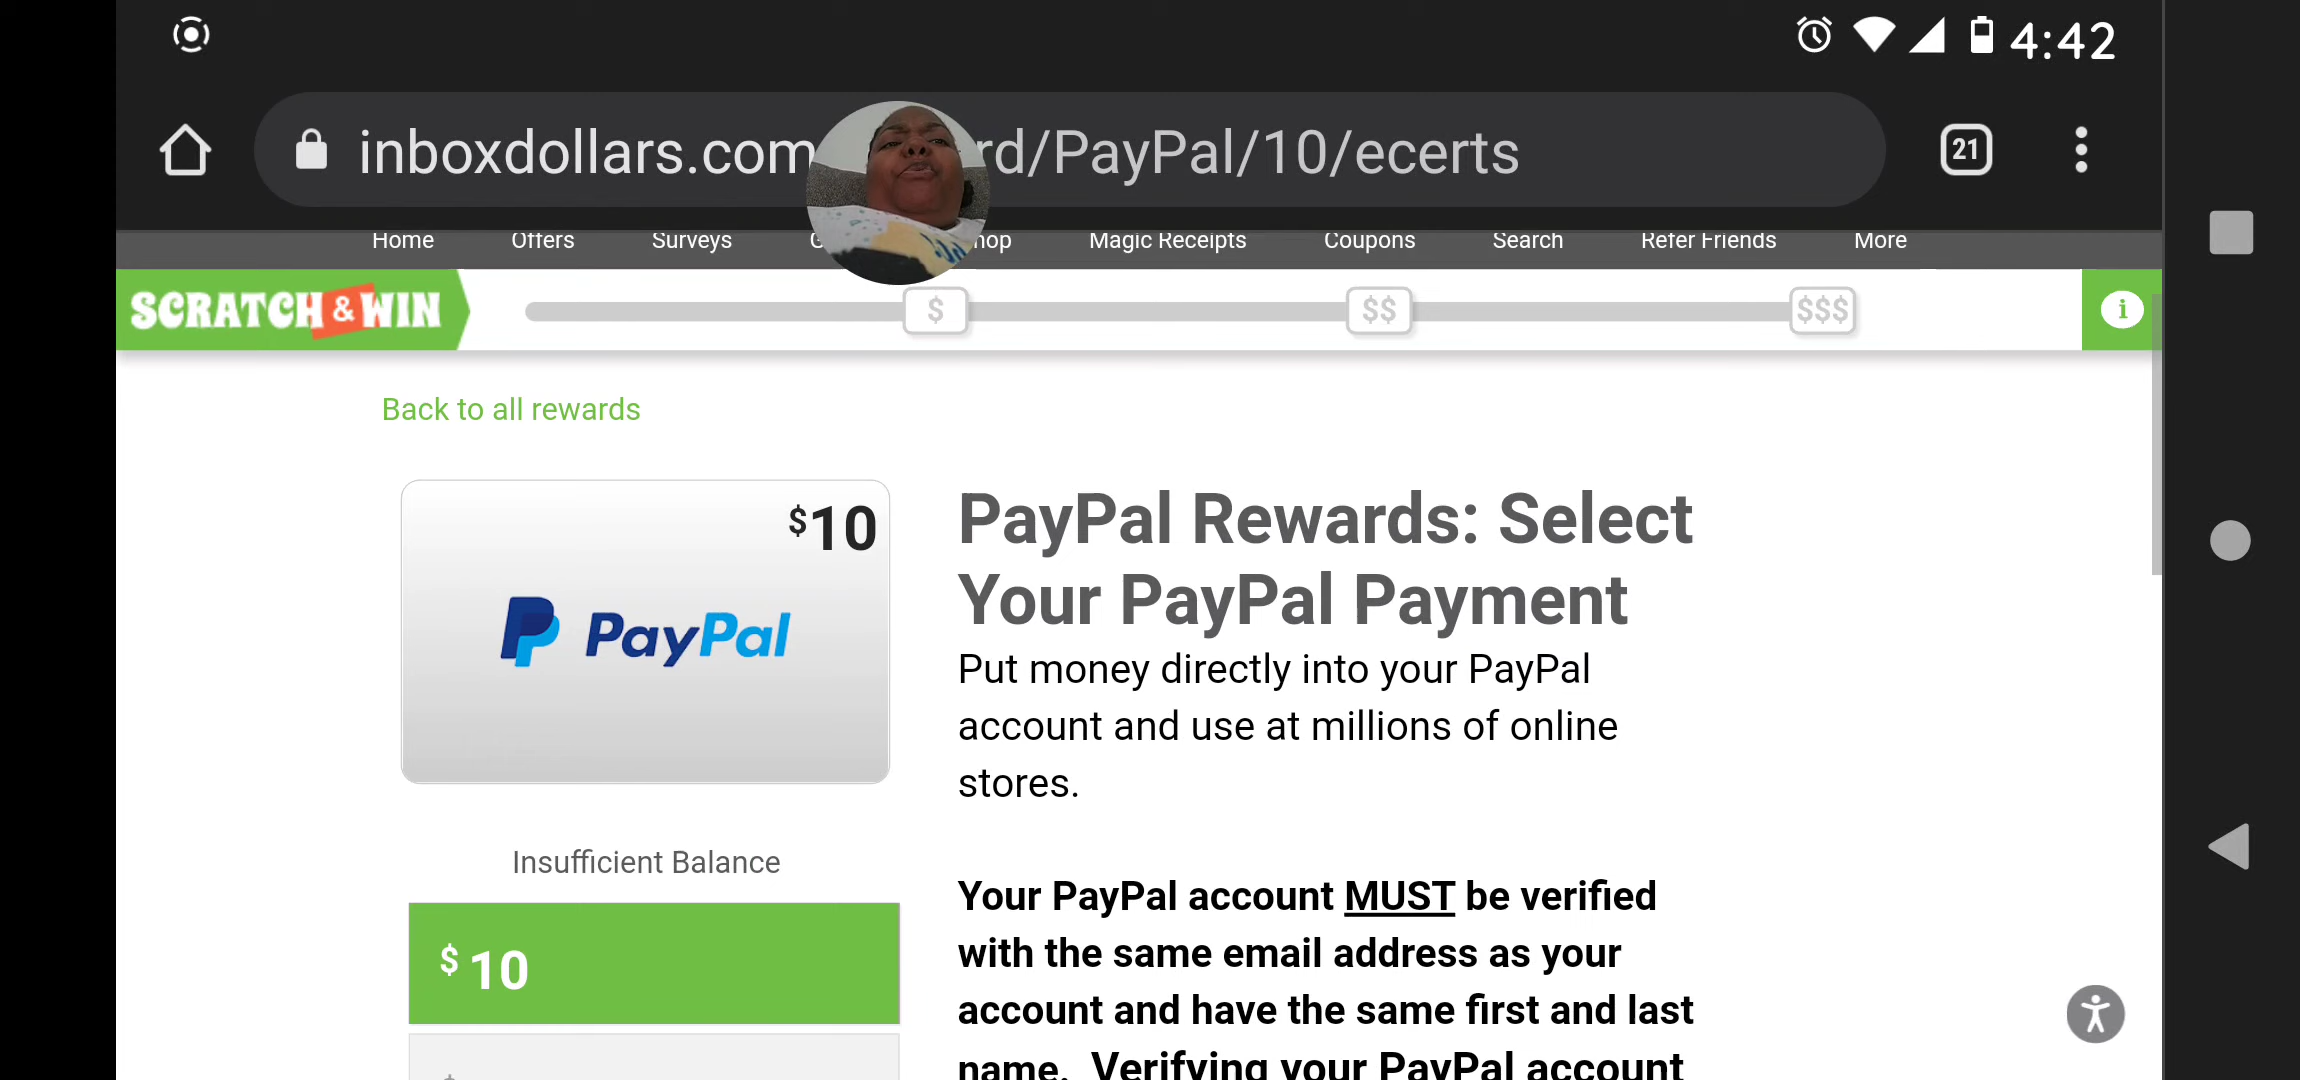 4:42
inboxdollars.com rd/PayPal/10/ecerts
21
Home Offers Surveys Magic Receipts Coupons Search Refer Friends More
SCRATCH & WIN $ $$ $$$ i
Back to all rewards
$10
PayPal
Insufficient Balance
$ 10
PayPal Rewards: Select
Your PayPal Payment
Put money directly into your PayPal
account and use at millions of online
stores.
Your PayPal account MUST be verified
with the same email address as your
account and have the same first and last
name. Verifying your PayPal account